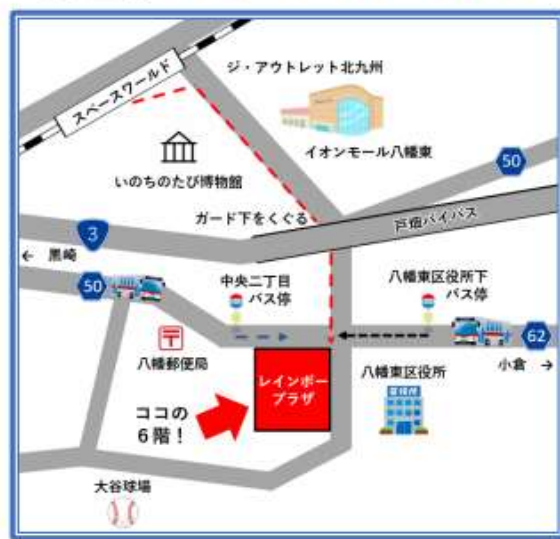 スペースワールド
ジ・アウトレット北九州
イオンモール八幡東
いのちのたび博物館
50
ガード下をくぐる
戸畑バイパス
3
← 黒崎
50
中央二丁目
バス停
八幡東区役所下
バス停
62
小倉 →
八幡郵便局
レインボー
プラザ
八幡東区役所
ココの
6階！
大谷球場